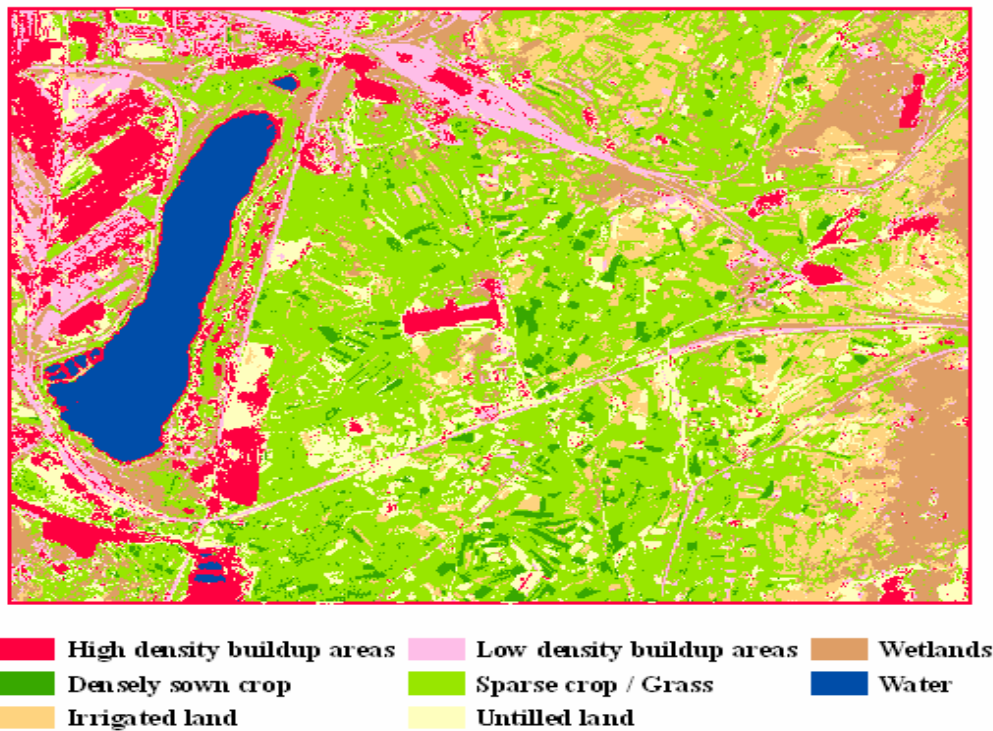 High density buildup areas Low density buildup areas Wetlands
Densely sown crop Sparse crop / Grass Water
Irrigated land Untilled land